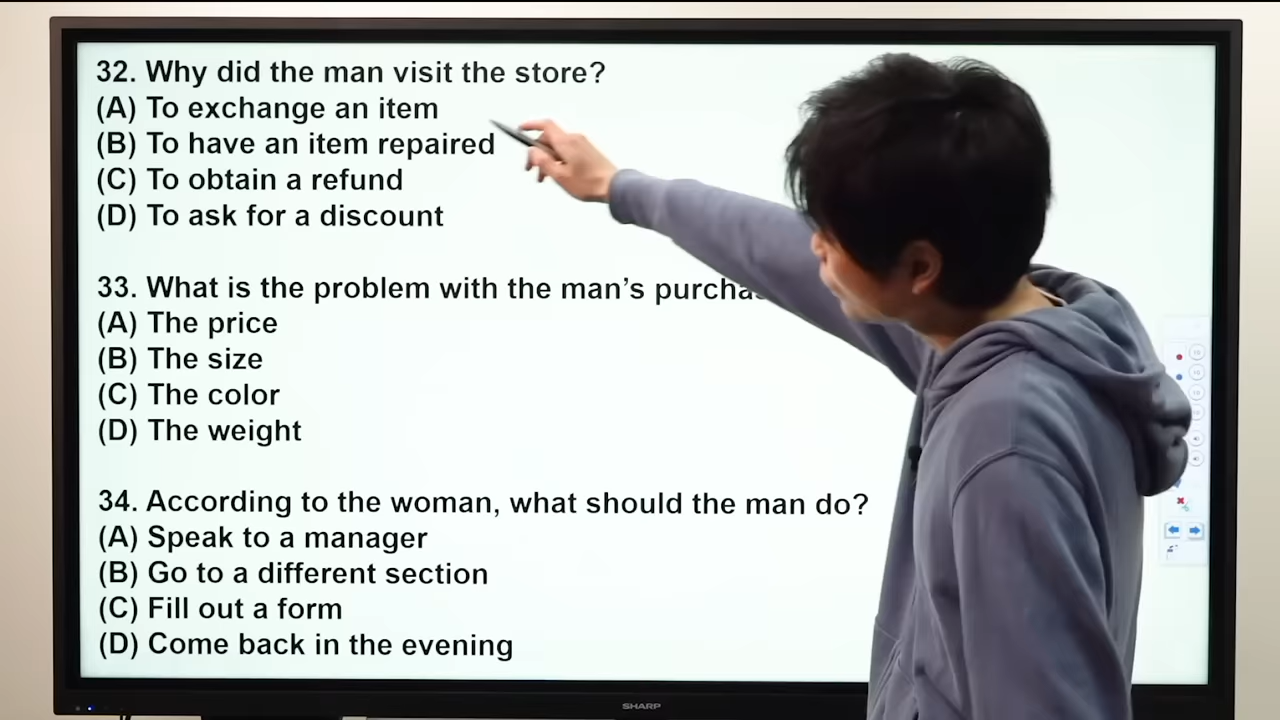 32. Why did the man visit the store?
(A) To exchange an item
(B) To have an item repaired
(C) To obtain a refund
(D) To ask for a discount
33. What is the problem with the man's
(A) The price
(B) The size
(C) The color
(D) The weight
34. According to the woman, what should the man do?
(A) Speak to a manager
(B) Go to a different section
(C) Fill out a form
(D) Come back in the evening
SHARP